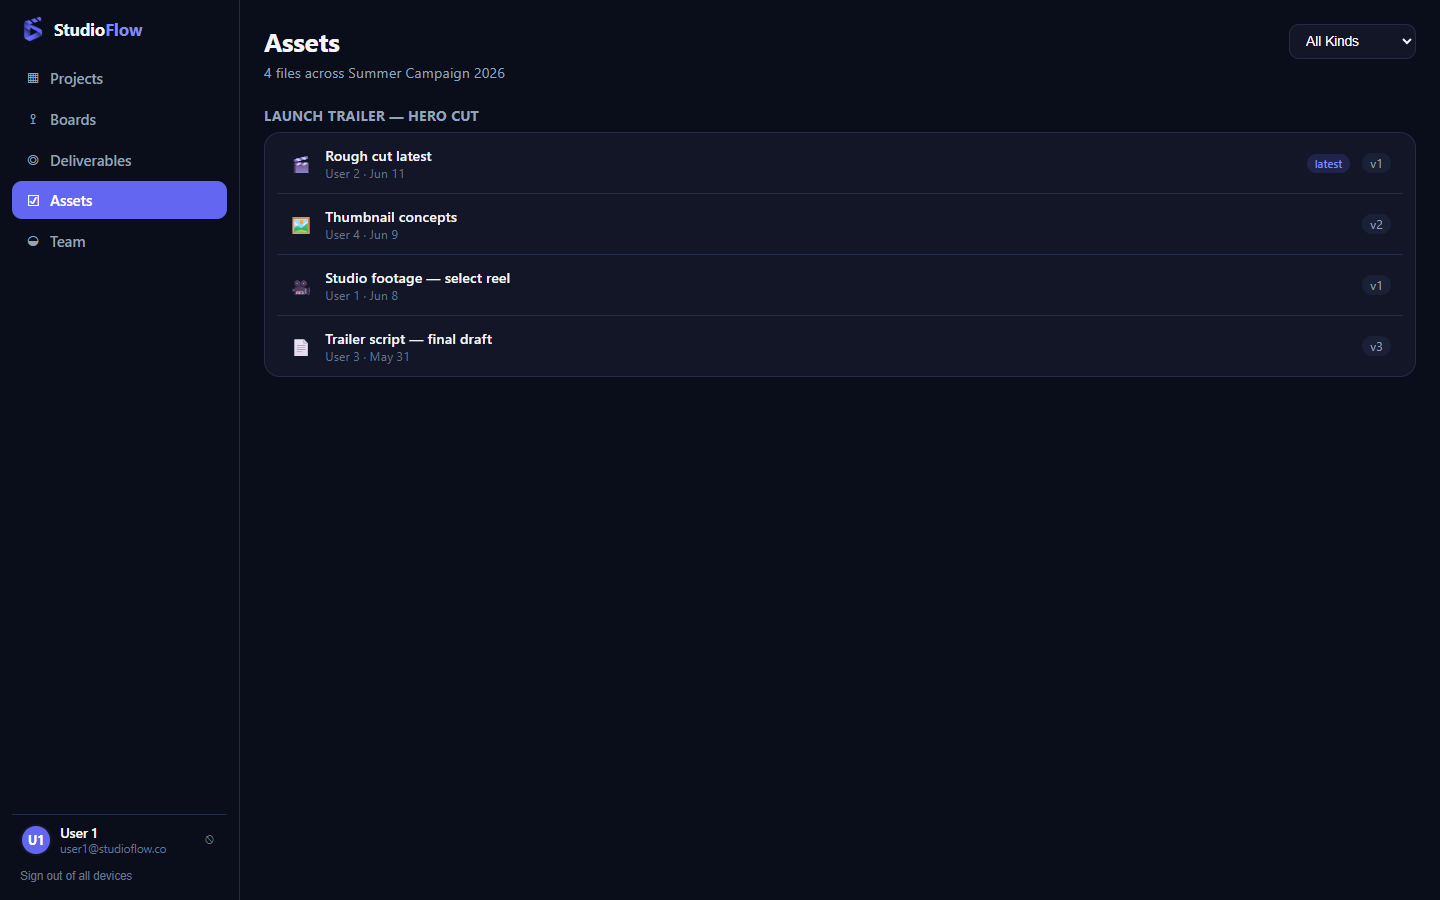 StudioFlow
Projects
Boards
Deliverables
Assets
Team
Assets
4 files across Summer Campaign 2026
All Kinds
LAUNCH TRAILER — HERO CUT
Rough cut latest
User 2 · Jun 11
latest
v1
Thumbnail concepts
User 4 · Jun 9
v2
Studio footage — select reel
User 1 · Jun 8
v1
Trailer script — final draft
User 3 · May 31
v3
U1
User 1
user1@studioflow.co
Sign out of all devices